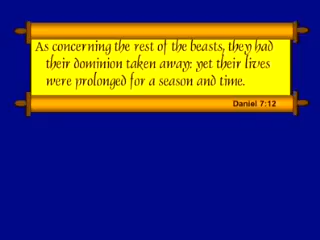 As concerning the rest of the beasts, they had
their dominion taken away: yet their lives
were prolonged for a season and time.
Daniel 7:12